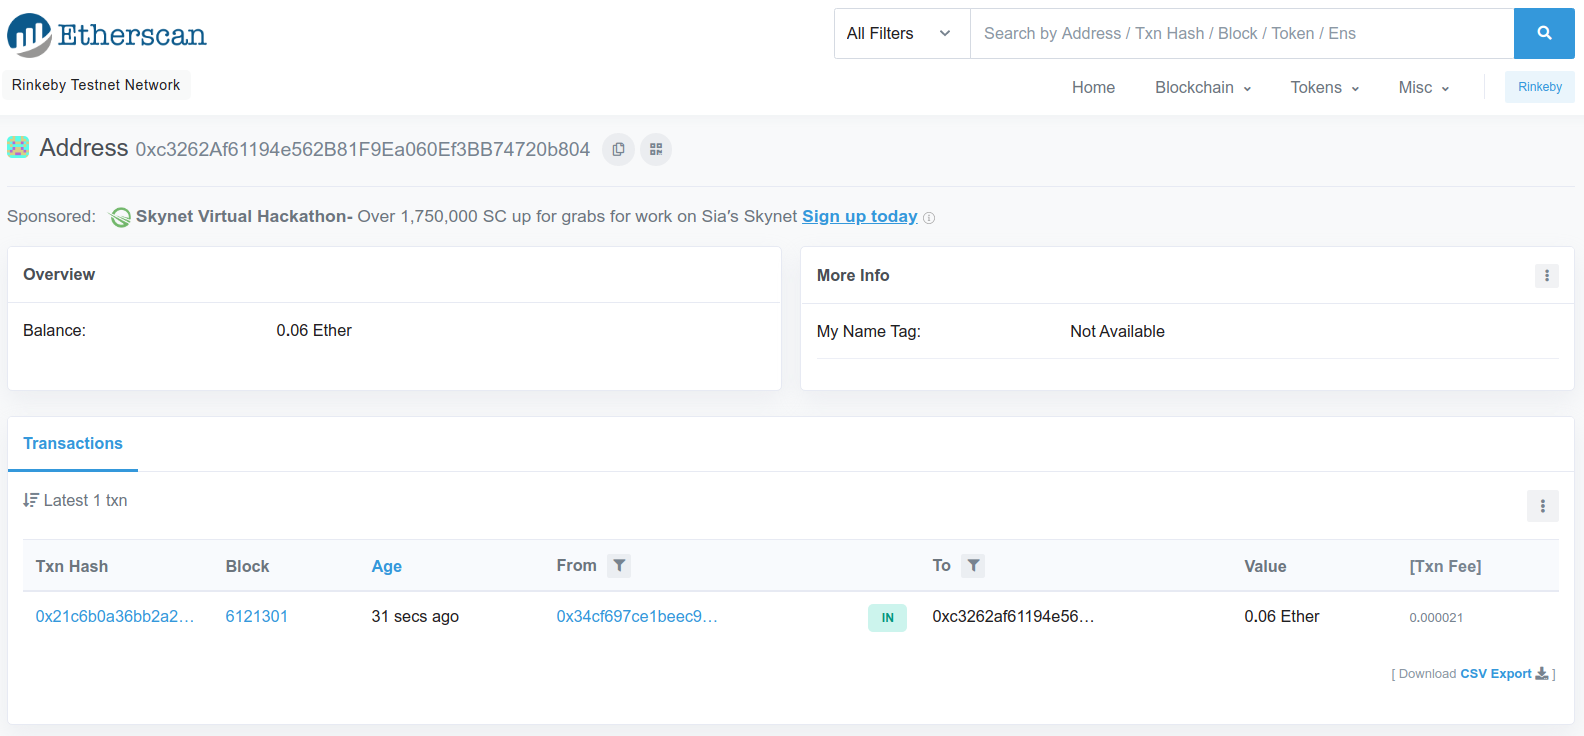 Etherscan
All Filters
Search by Address / Txn Hash / Block / Token / Ens
Rinkeby Testnet Network
Home Blockchain Tokens Misc Rinkeby
Address 0xc3262Af61194e562B81F9Ea060Ef3BB74720b804
Sponsored: Skynet Virtual Hackathon- Over 1,750,000 SC up for grabs for work on Sia's Skynet Sign up today
Overview
Balance: 0.06 Ether
More Info
My Name Tag: Not Available
Transactions
Latest 1 txn
Txn Hash Block Age From To Value [Txn Fee]
0x21c6b0a36bb2a2... 6121301 31 secs ago 0x34cf697ce1beec9... IN 0xc3262af61194e56... 0.06 Ether 0.000021
[ Download CSV Export ]